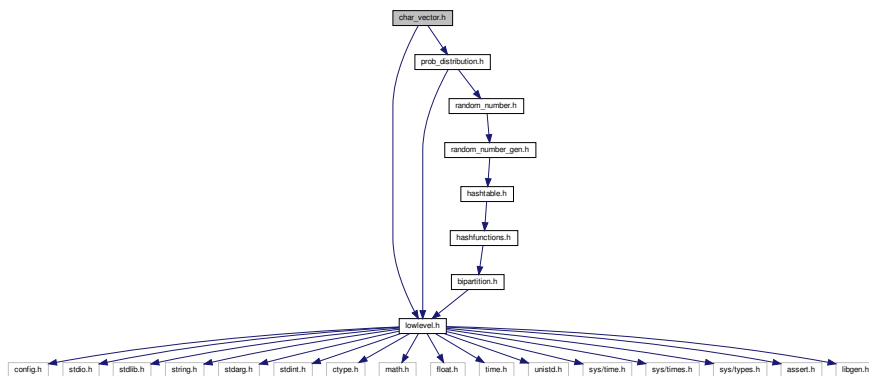 char_vector.h
prob_distribution.h
random_number.h
random_number_gen.h
hashtable.h
hashfunctions.h
bipartition.h
lowlevel.h
config.h stdio.h stdlib.h string.h stdarg.h stdint.h ctype.h math.h float.h time.h unistd.h sys/time.h sys/times.h sys/types.h assert.h libgen.h